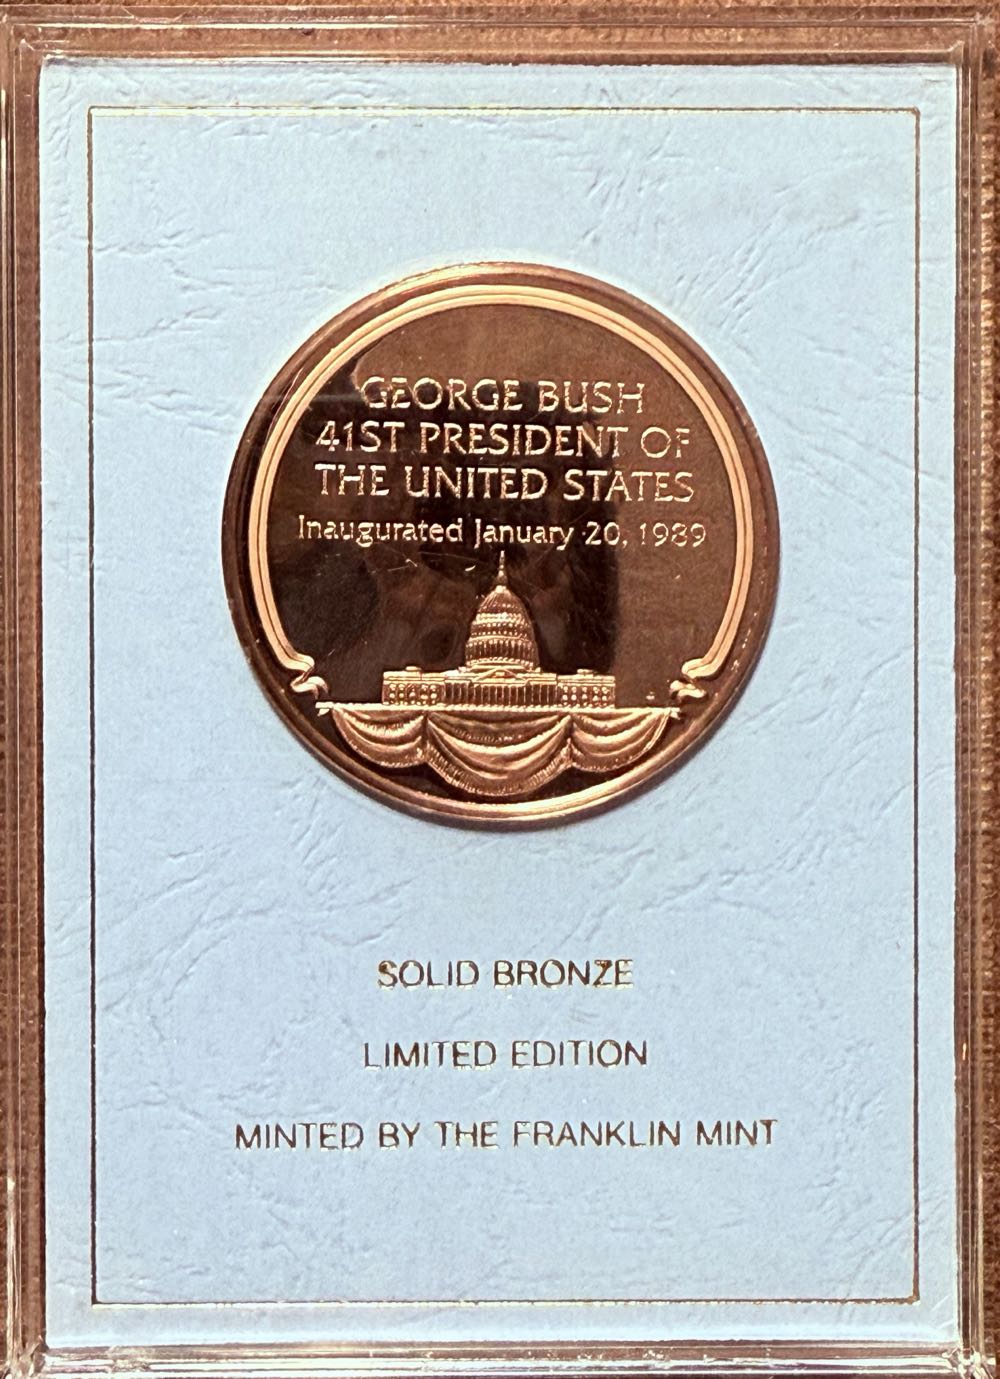 GEORGE BUSH
41ST PRESIDENT OF
THE UNITED STATES
Inaugurated January 20, 1989
SOLID BRONZE
LIMITED EDITION
MINTED BY THE FRANKLIN MINT